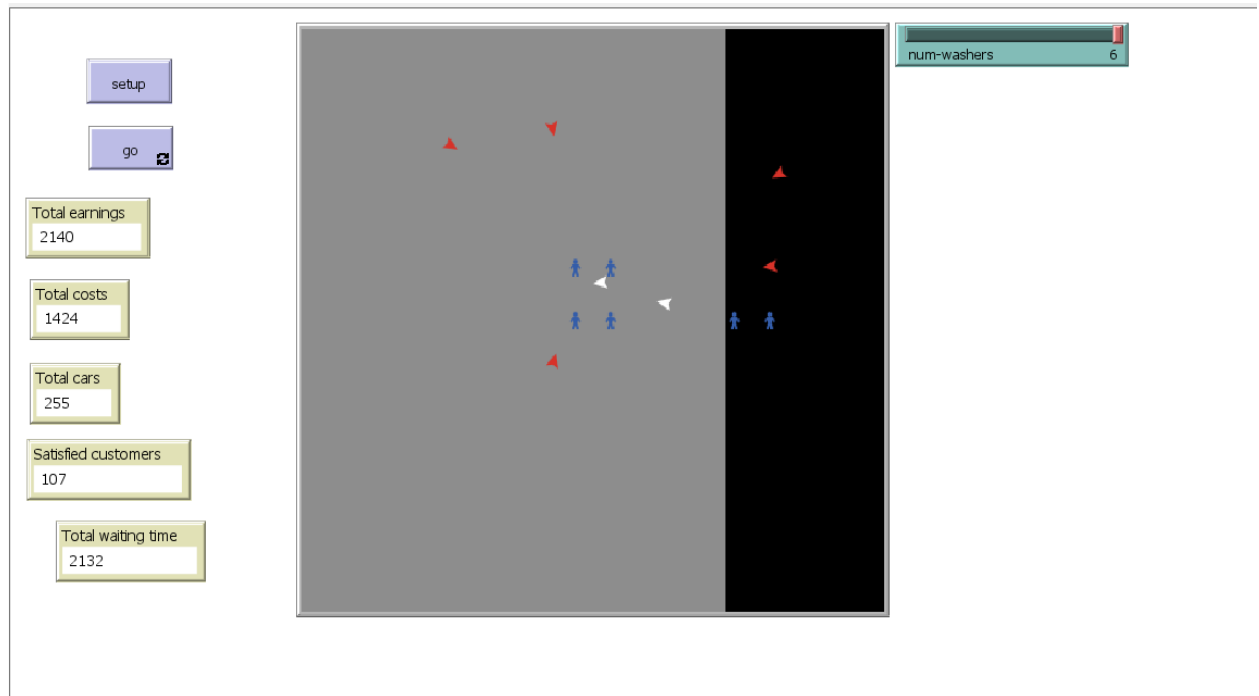 setup
go
Total earnings
2140
Total costs
1424
Total cars
255
Satisfied customers
107
Total waiting time
2132
num-washers 6